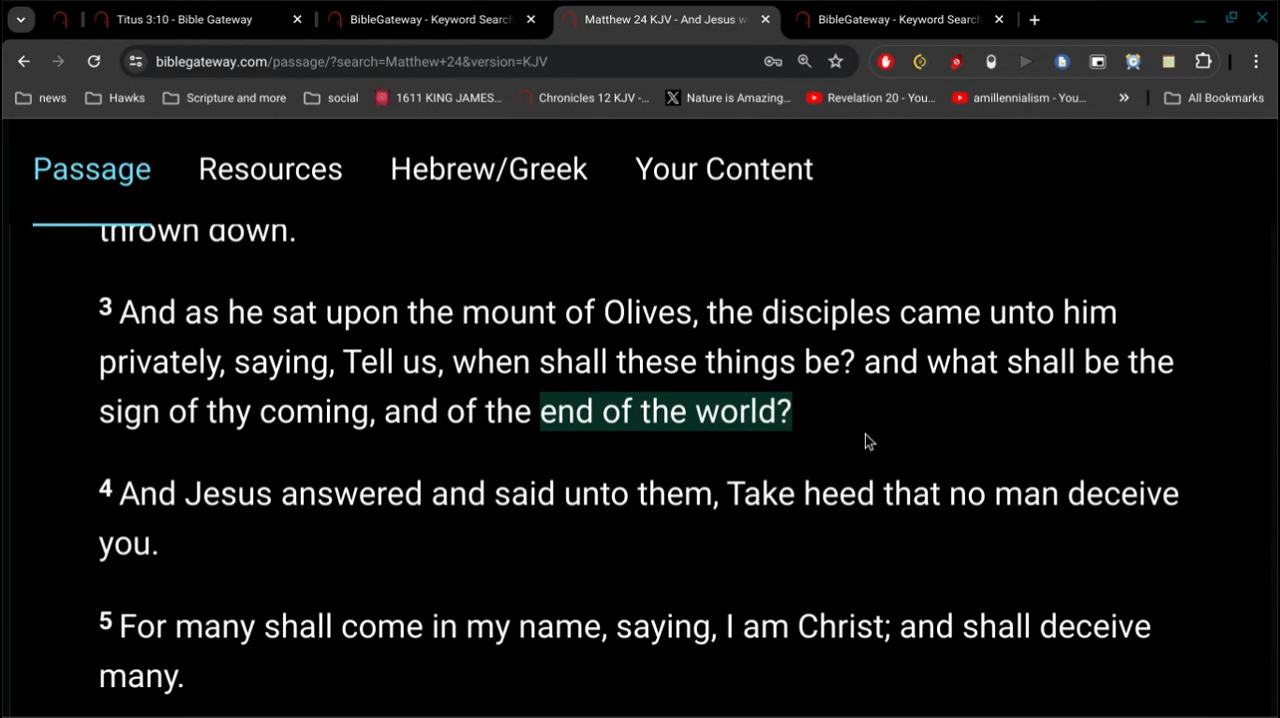 Titus 3:10 - Bible Gateway
BibleGateway - Keyword Search
Matthew 24 KJV - And Jesus w
BibleGateway - Keyword Search
biblegateway.com/passage/?search=Matthew+24&version=KJV
news
Hawks
Scripture and more
social
1611 KING JAMES...
Chronicles 12 KJV -...
Nature is Amazing...
Revelation 20 - You...
amillennialism - You...
All Bookmarks
Passage
Resources
Hebrew/Greek
Your Content
thrown down.
3 And as he sat upon the mount of Olives, the disciples came unto him
privately, saying, Tell us, when shall these things be? and what shall be the
sign of thy coming, and of the end of the world?
4 And Jesus answered and said unto them, Take heed that no man deceive
you.
5 For many shall come in my name, saying, I am Christ; and shall deceive
many.